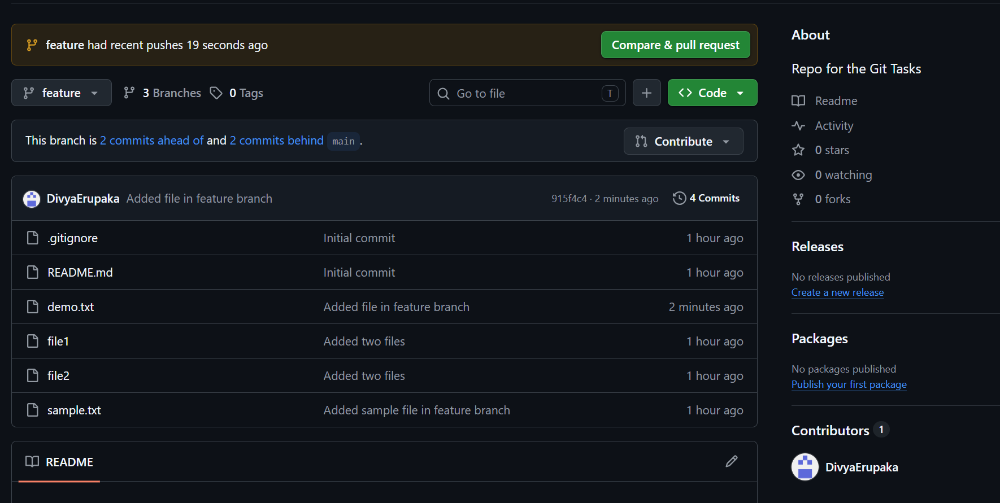 feature had recent pushes 19 seconds ago
Compare & pull request
feature
3 Branches
0 Tags
Go to file
T
Code
This branch is 2 commits ahead of and 2 commits behind main .
Contribute
DivyaErupaka Added file in feature branch
915f4c4 · 2 minutes ago
4 Commits
.gitignore Initial commit 1 hour ago
README.md Initial commit 1 hour ago
demo.txt Added file in feature branch 2 minutes ago
file1 Added two files 1 hour ago
file2 Added two files 1 hour ago
sample.txt Added sample file in feature branch 1 hour ago
README
About
Repo for the Git Tasks
Readme
Activity
0 stars
0 watching
0 forks
Releases
No releases published
Create a new release
Packages
No packages published
Publish your first package
Contributors 1
DivyaErupaka